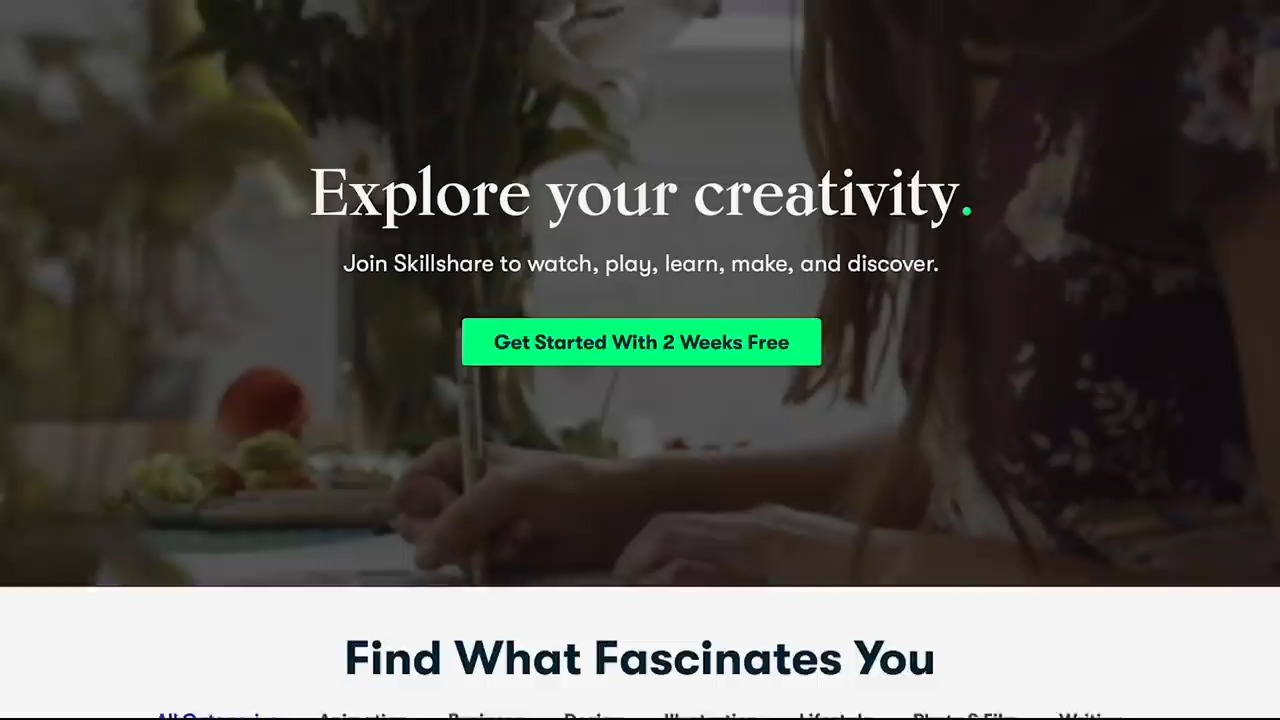 Explore your creativity.
Join Skillshare to watch, play, learn, make, and discover.
Get Started With 2 Weeks Free
Find What Fascinates You